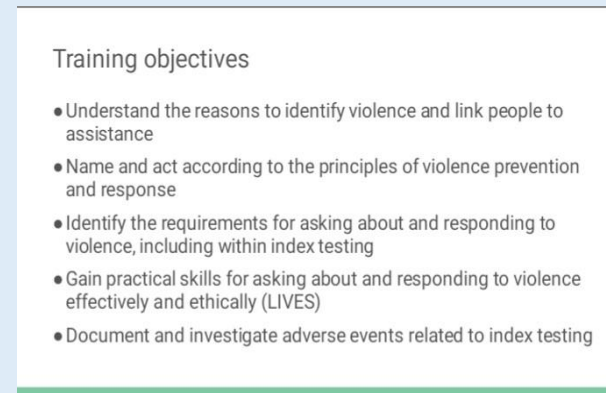 Training objectives
● Understand the reasons to identify violence and link people to
assistance
● Name and act according to the principles of violence prevention
and response
● Identify the requirements for asking about and responding to
violence, including within index testing
● Gain practical skills for asking about and responding to violence
effectively and ethically (LIVES)
● Document and investigate adverse events related to index testing